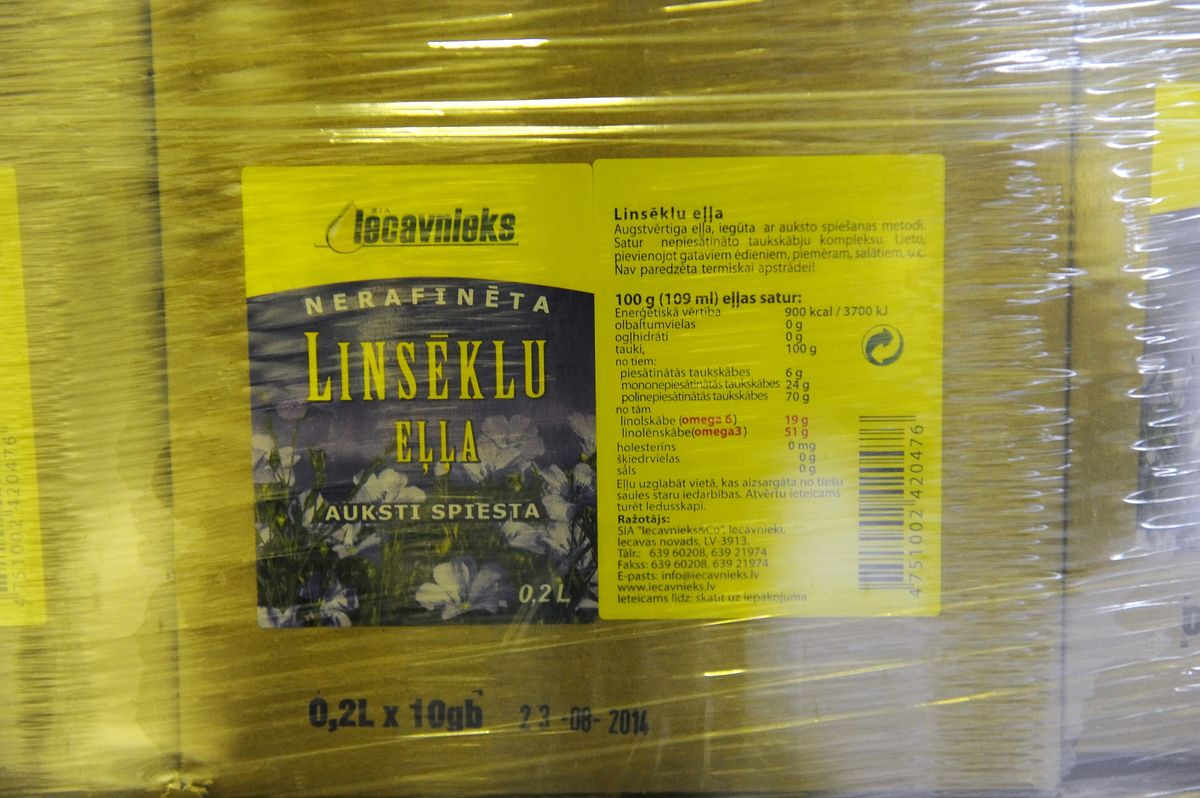 SIA
Iecavnieks
NERAFINĒTA
LINSĒKLU
EĻĻA
AUKSTI SPIESTA
0,2 L
Linsēklu eļļa
Augstvērtīga eļļa, iegūta ar auksto spiešanas metodi.
Satur nepiesātināto taukskābju kompleksu. Lieto,
pievienojot gataviem ēdieniem, piemēram, salātiem, u.c.
Nav paredzēta termiskai apstrādei!
100 g (109 ml) eļļas satur:
Enerģētiskā vērtība 900 kcal / 3700 kJ
olbaltumvielas 0 g
ogļhidrāti 0 g
tauki, 100 g
no tiem:
piesātinātās taukskābes 6 g
mononepiesātinātās taukskābes 24 g
polinepiesātinātās taukskābes 70 g
no tām
linolskābe (omega 6) 19 g
linolēnskābe(omega3) 51 g
holesterīns 0 mg
šķiedrvielas 0 g
sāls 0 g
Eļļu uzglabāt vietā, kas aizsargāta no tiešu
saules staru iedarbības. Atvērtu ieteicams
turēt ledusskapī.
Ražotājs:
SIA "Iecavnieks&Co", Iecavnieki,
Iecavas novads, LV-3913.
Tālr.: 639 60208, 639 21974
Fakss: 639 60208, 639 21974
E-pasts: info@iecavnieks.lv
www.iecavnieks.lv
Ieteicams līdz: skatīt uz iepakojuma
4751002420476
0,2L x 10gb 23-08-2014
4751002420476